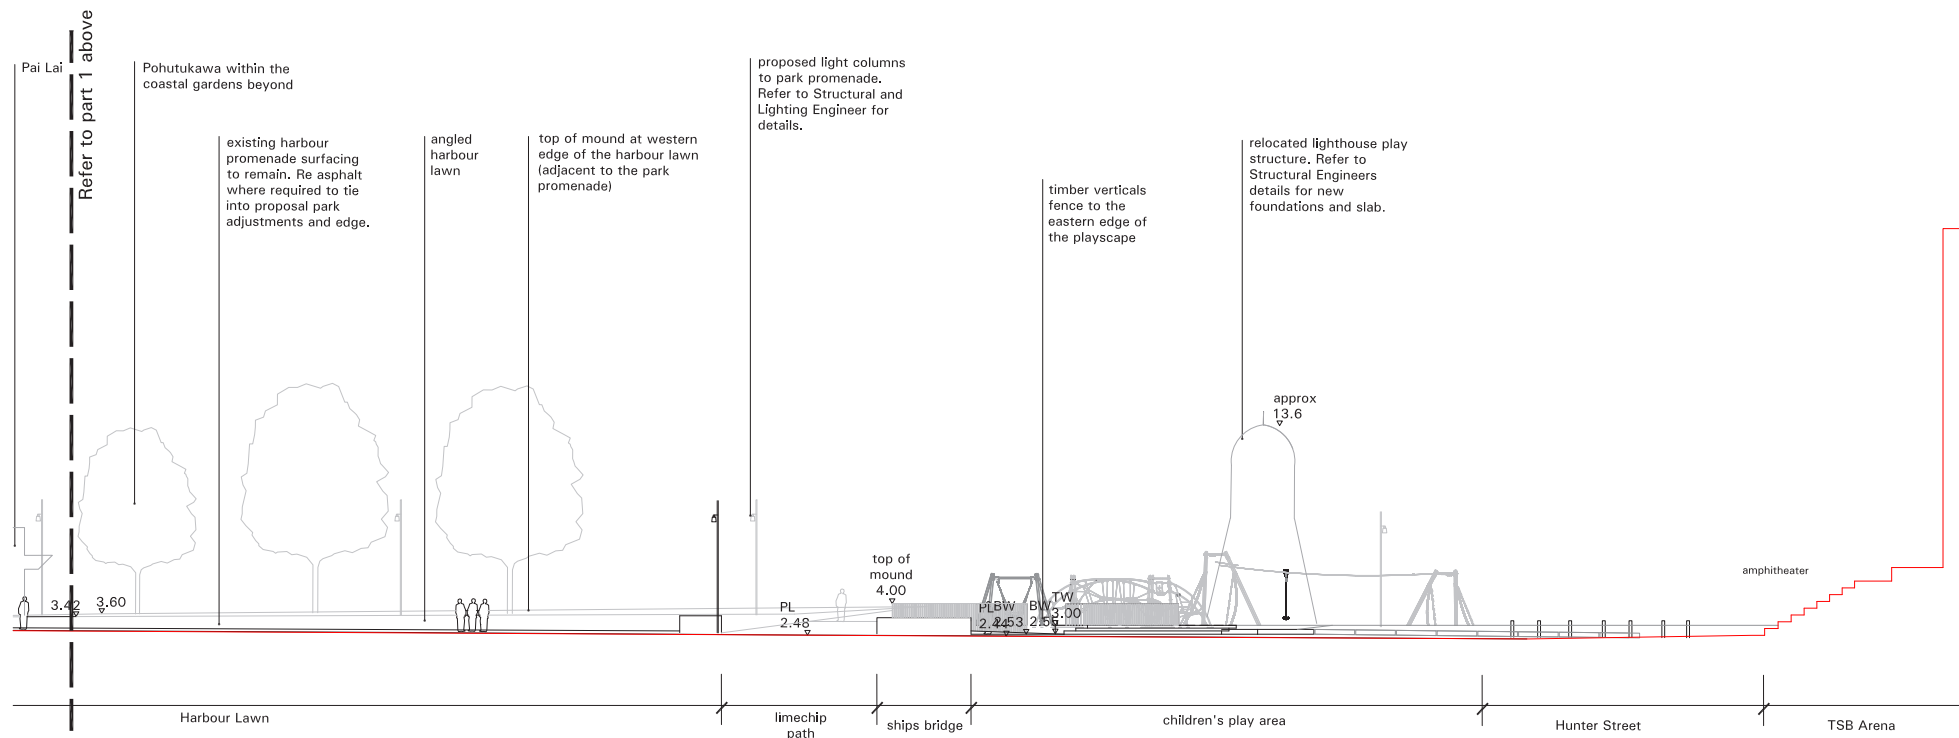 Pai Lai
Refer to part 1 above
Pohutukawa within the
coastal gardens beyond
existing harbour
promenade surfacing
to remain. Re asphalt
where required to tie
into proposal park
adjustments and edge.
angled
harbour
lawn
top of mound at western
edge of the harbour lawn
(adjacent to the park
promenade)
proposed light columns
to park promenade.
Refer to Structural and
Lighting Engineer for
details.
timber verticals
fence to the
eastern edge of
the playscape
relocated lighthouse play
structure. Refer to
Structural Engineers
details for new
foundations and slab.
approx
13.6
amphitheater
top of
mound
4.00
3.42
3.60
PL
2.48
PL
2.44
BW
2.53
BW
TW
3.00
Harbour Lawn
limechip
path
ships bridge
children's play area
Hunter Street
TSB Arena